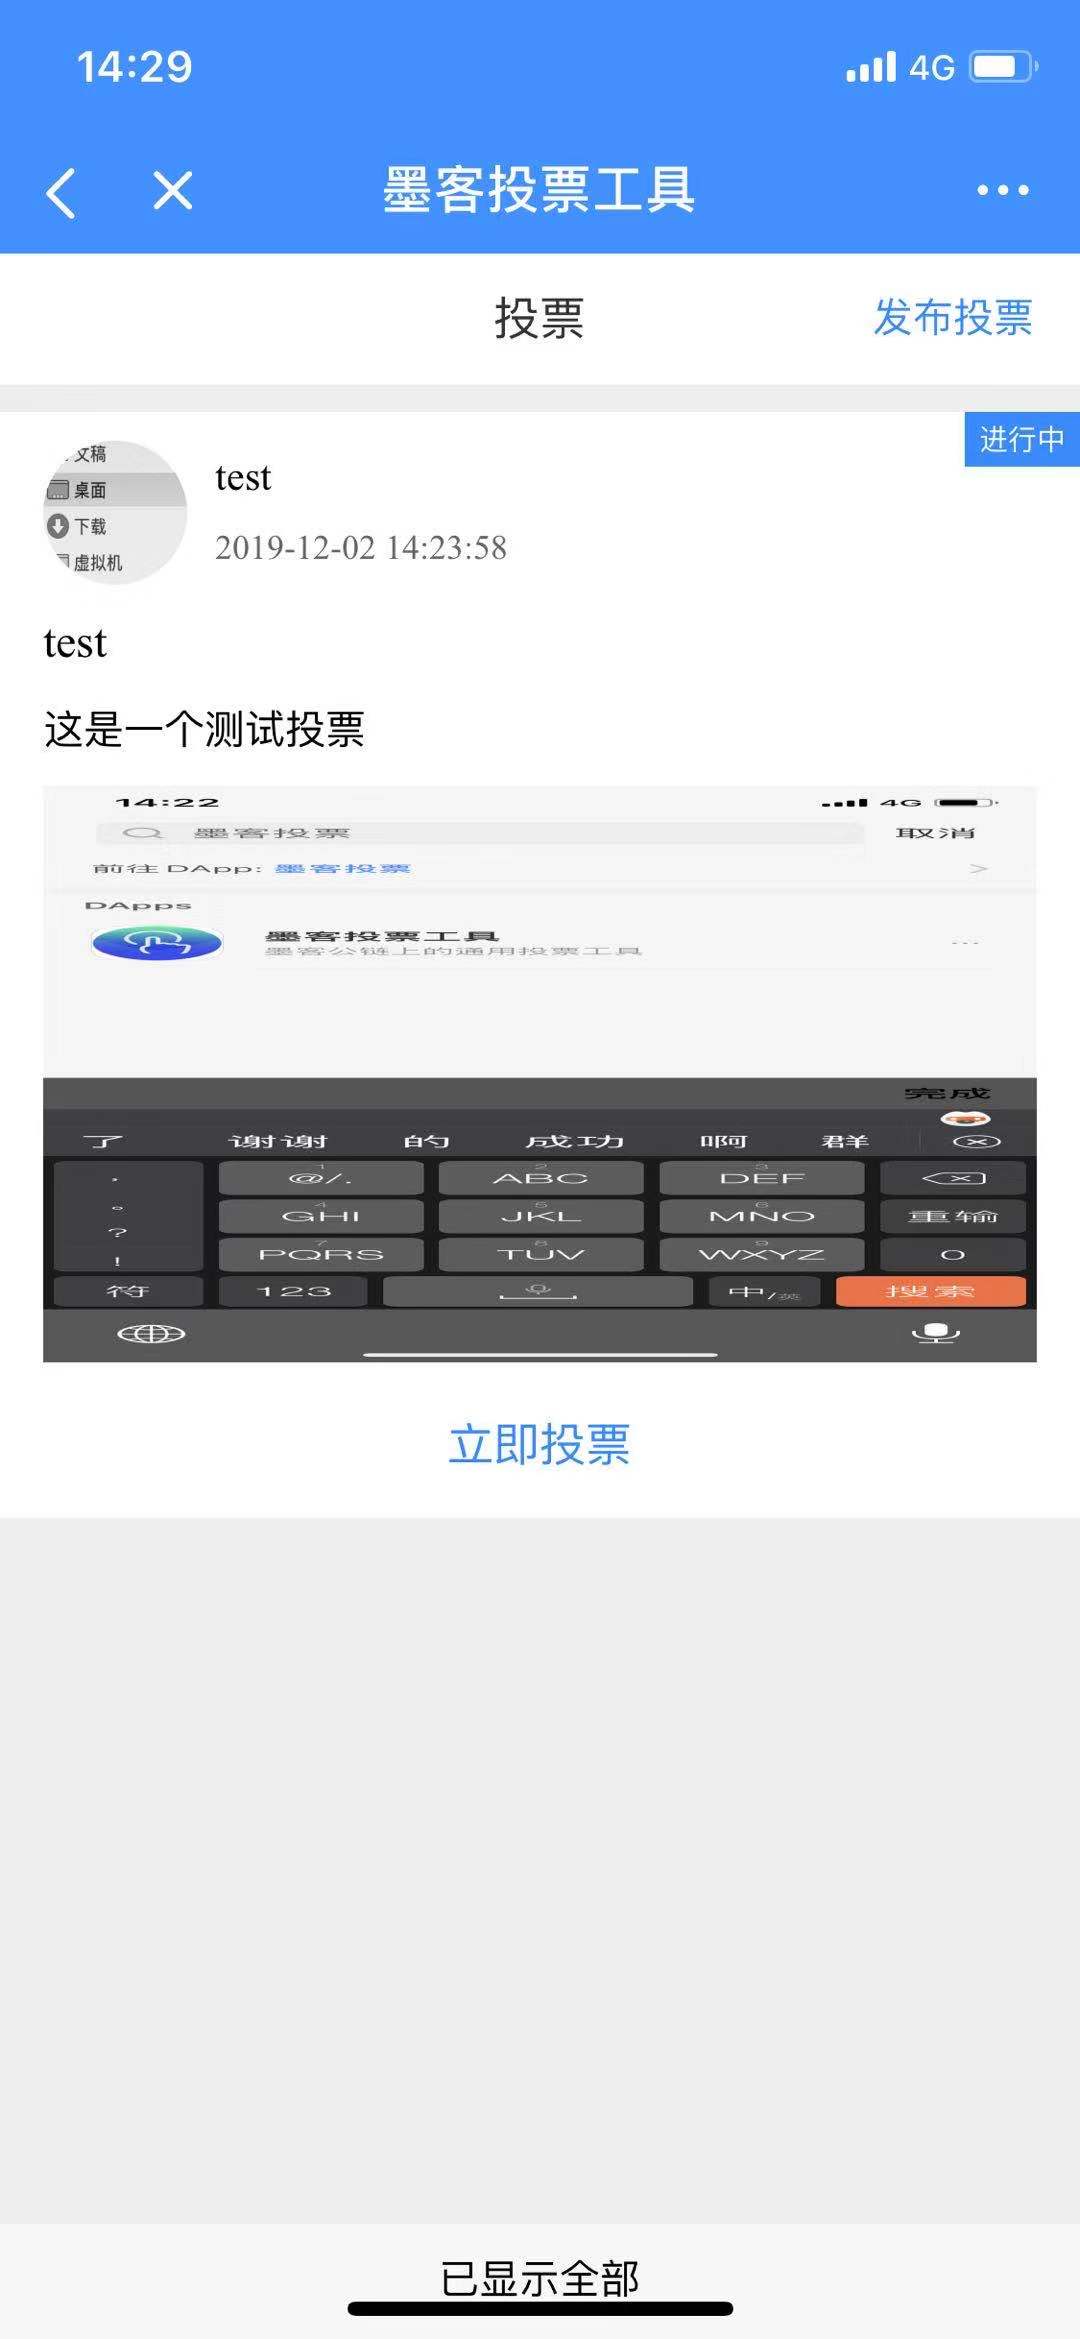 14:29 4G
墨客投票工具
投票 发布投票
进行中
文稿
桌面
下载
虚拟机
test
2019-12-02 14:23:58
test
这是一个测试投票
14:22 4G
墨客投票 取消
前往 DApp: 墨客投票 >
DApps
墨客投票工具
墨客公链上的通用投票工具
完成
了 谢谢 的 成功 啊 群
, 1 @/. 2 ABC 3 DEF
。 4 GHI 5 JKL 6 MNO 重输
?
! 7 PQRS 8 TUV 9 WXYZ 0
符 123 中/英 搜索
立即投票
已显示全部